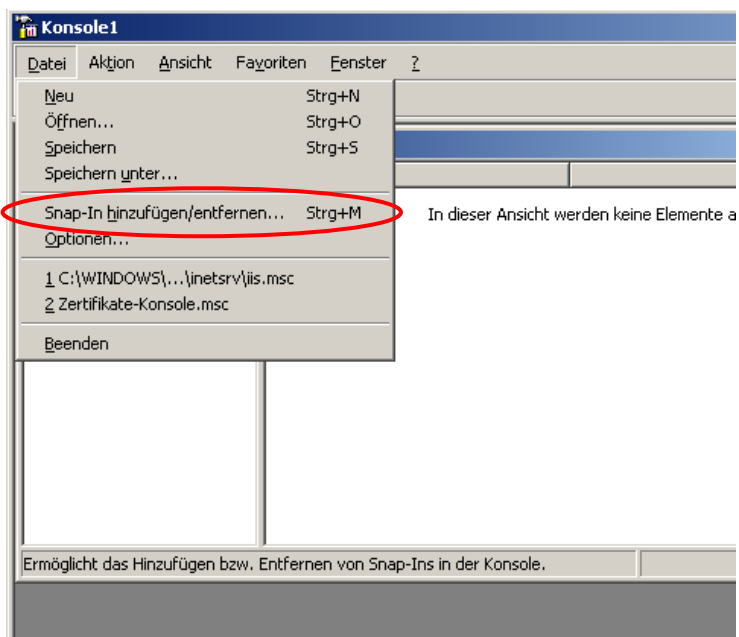 Konsole1
Datei Aktion Ansicht Favoriten Fenster ?
Neu Strg+N
Öffnen... Strg+O
Speichern Strg+S
Speichern unter...
Snap-In hinzufügen/entfernen... Strg+M
In dieser Ansicht werden keine Elemente a
Optionen...
1 C:\WINDOWS\...\inetsrv\iis.msc
2 Zertifikate-Konsole.msc
Beenden
Ermöglicht das Hinzufügen bzw. Entfernen von Snap-Ins in der Konsole.